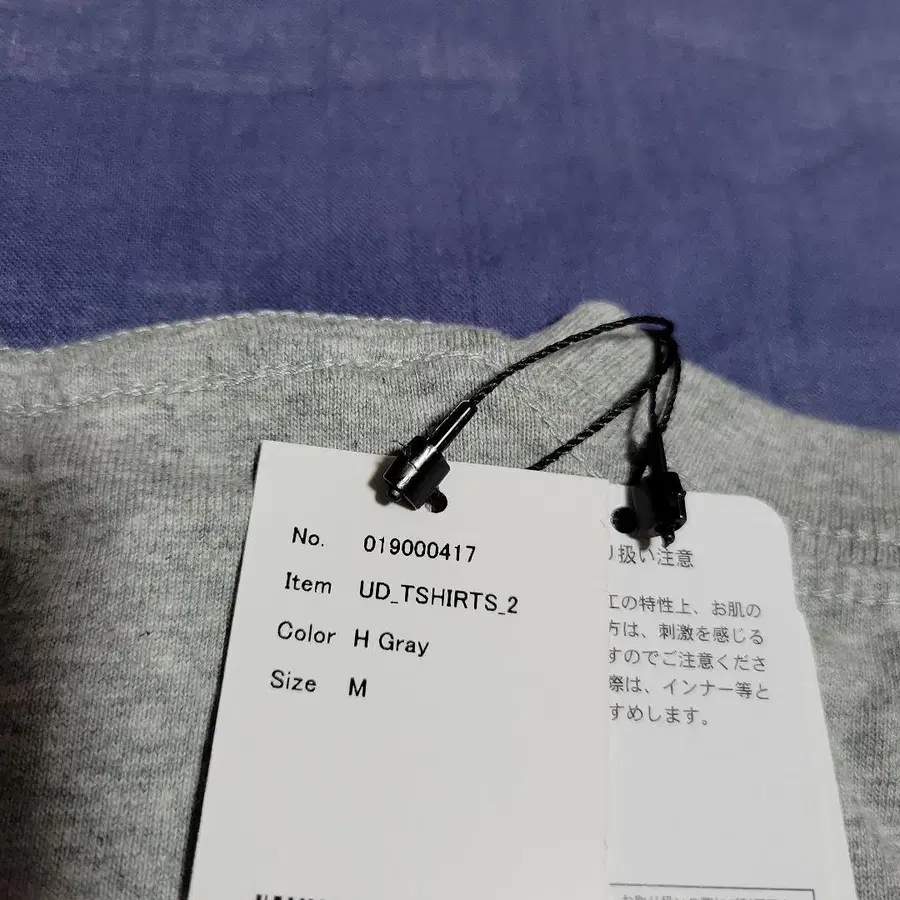 No. 019000417
Item UD_TSHIRTS_2
Color H Gray
Size M
り扱い注意
の特性上、お肌の
方は、刺激を感じる
すのでご注意くださ
際は、インナー等と
すめします。